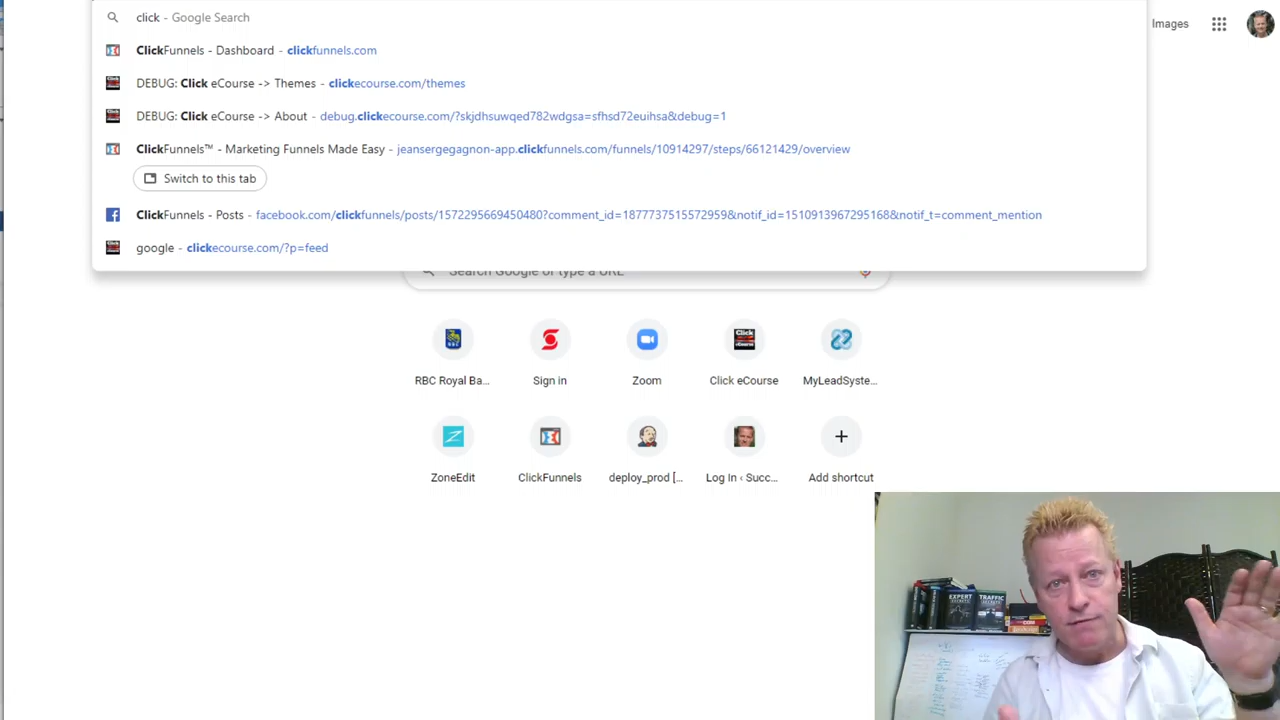 click - Google Search
Images
ClickFunnels - Dashboard - clickfunnels.com
DEBUG: Click eCourse -> Themes - clickecourse.com/themes
DEBUG: Click eCourse -> About - debug.clickecourse.com/?skjdhsuwqed782wdgsa=sfhsd72euihsa&debug=1
ClickFunnels™ - Marketing Funnels Made Easy - jeansergegagnon-app.clickfunnels.com/funnels/10914297/steps/66121429/overview
Switch to this tab
ClickFunnels - Posts - facebook.com/clickfunnels/posts/1572295669450480?comment_id=1877737515572959&notif_id=1510913967295168&notif_t=comment_mention
google - clickecourse.com/?p=feed
Search Google or type a URL
RBC Royal Ba...
Sign in
Zoom
Click eCourse
MyLeadSyste...
ZoneEdit
ClickFunnels
deploy_prod [...
Log In ‹ Succ...
Add shortcut
EXPERT
TRAFFIC